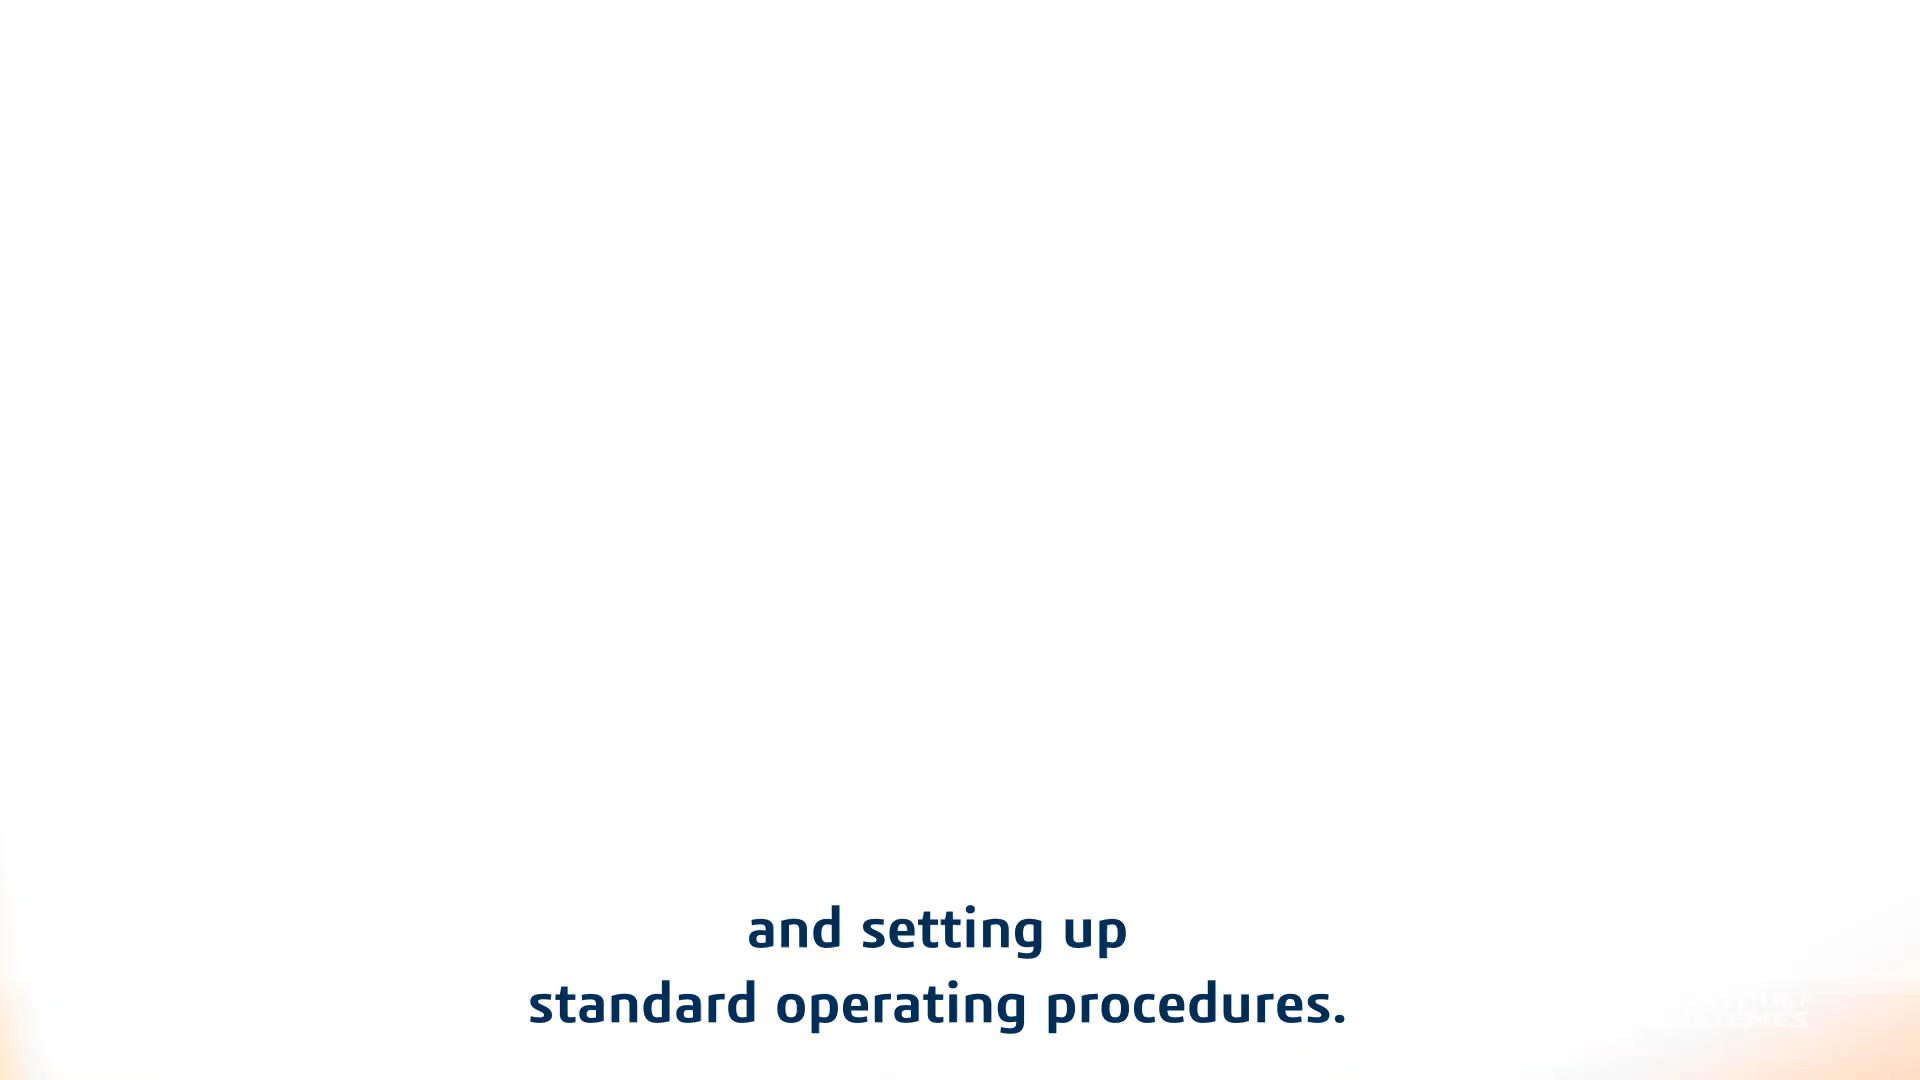 and setting up
standard operating procedures.